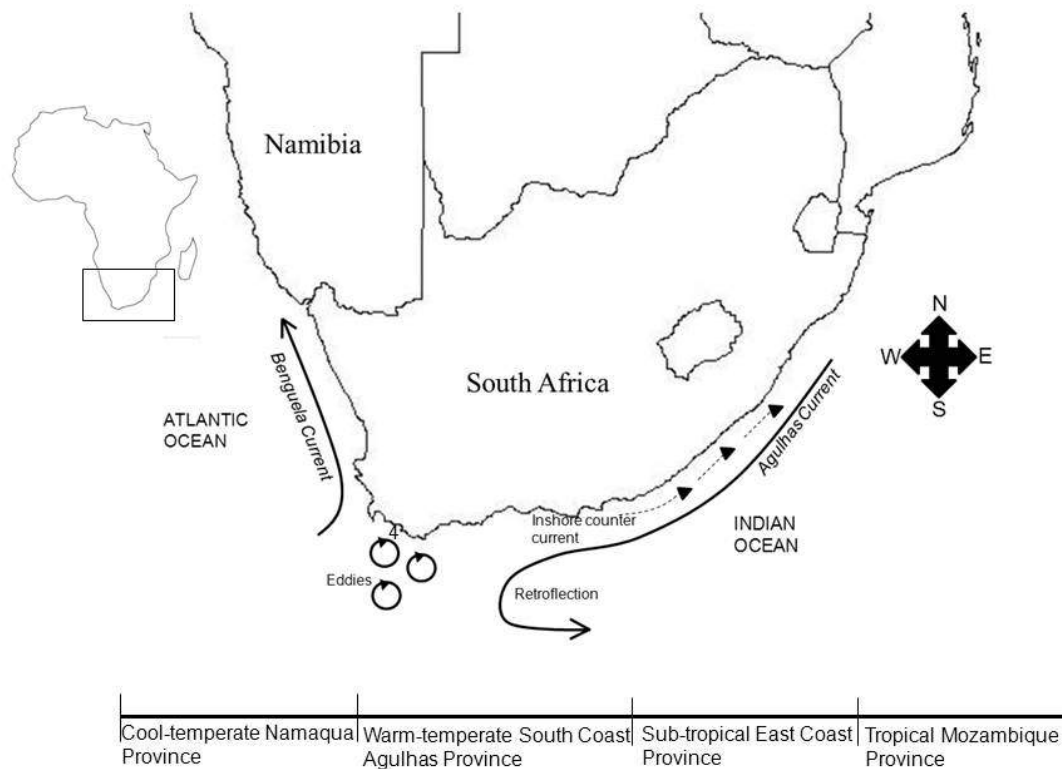 Namibia
N
W E
S
South Africa
Benguela Current
ATLANTIC
OCEAN
Agulhas Current
4
Inshore counter
current
INDIAN
OCEAN
Eddies
Retroflection
Cool-temperate Namaqua
Province
Warm-temperate South Coast
Agulhas Province
Sub-tropical East Coast
Province
Tropical Mozambique
Province